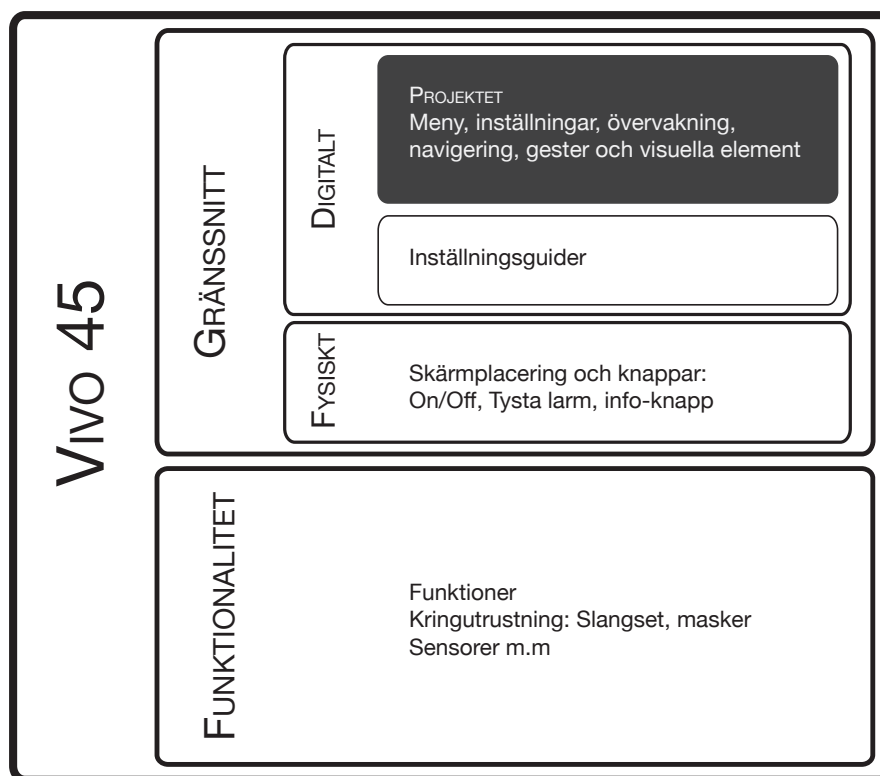 VIVO 45
GRÄNSSNITT
DIGITALT
PROJEKTET
Meny, inställningar, övervakning,
navigering, gester och visuella element
Inställningsguider
FYSISKT
Skärmplacering och knappar:
On/Off, Tysta larm, info-knapp
FUNKTIONALITET
Funktioner
Kringutrustning: Slangset, masker
Sensorer m.m